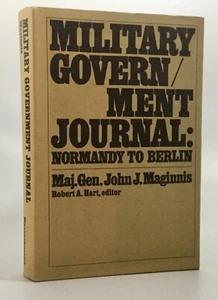 MILITARY
GOVERN/
MENT
JOURNAL:
NORMANDY TO BERLIN
Maj. Gen. John J. Maginnis
Robert A. Hart, editor
MILITARY GOVERNMENT JOURNAL